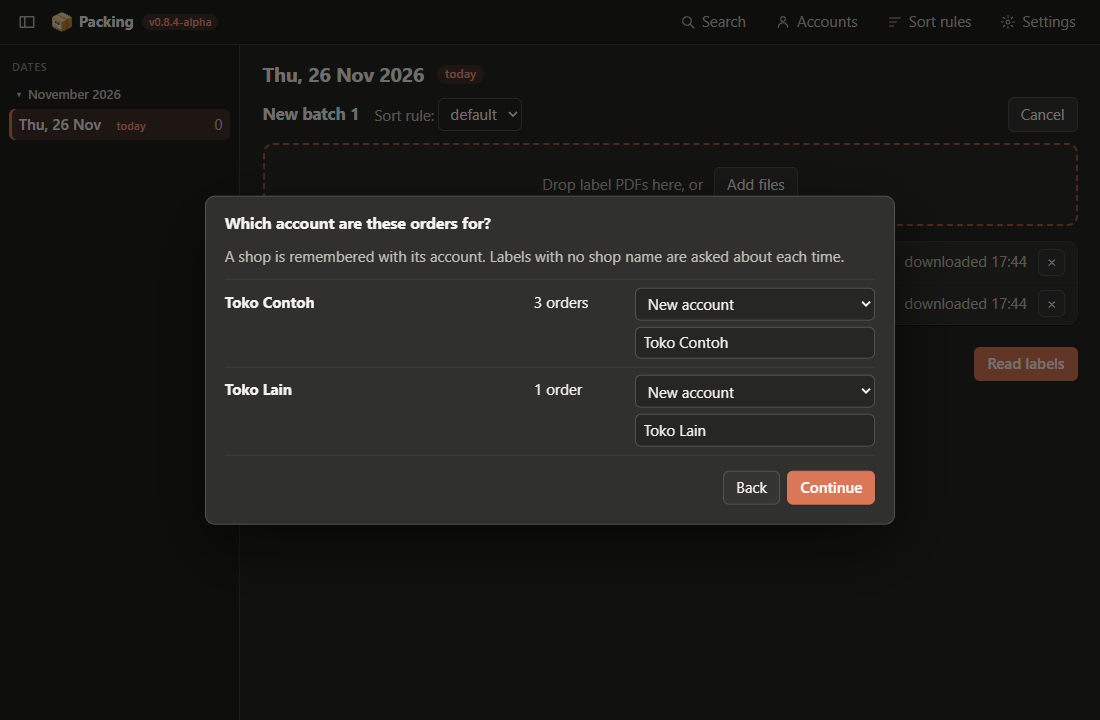 Packing v0.8.4-alpha
Search Accounts Sort rules Settings
DATES
November 2026
Thu, 26 Nov today 0
Thu, 26 Nov 2026 today
New batch 1 Sort rule: default Cancel
Drop label PDFs here, or Add files
downloaded 17:44 ×
downloaded 17:44 ×
Read labels
Which account are these orders for?
A shop is remembered with its account. Labels with no shop name are asked about each time.
Toko Contoh 3 orders New account
Toko Contoh
Toko Lain 1 order New account
Toko Lain
Back Continue